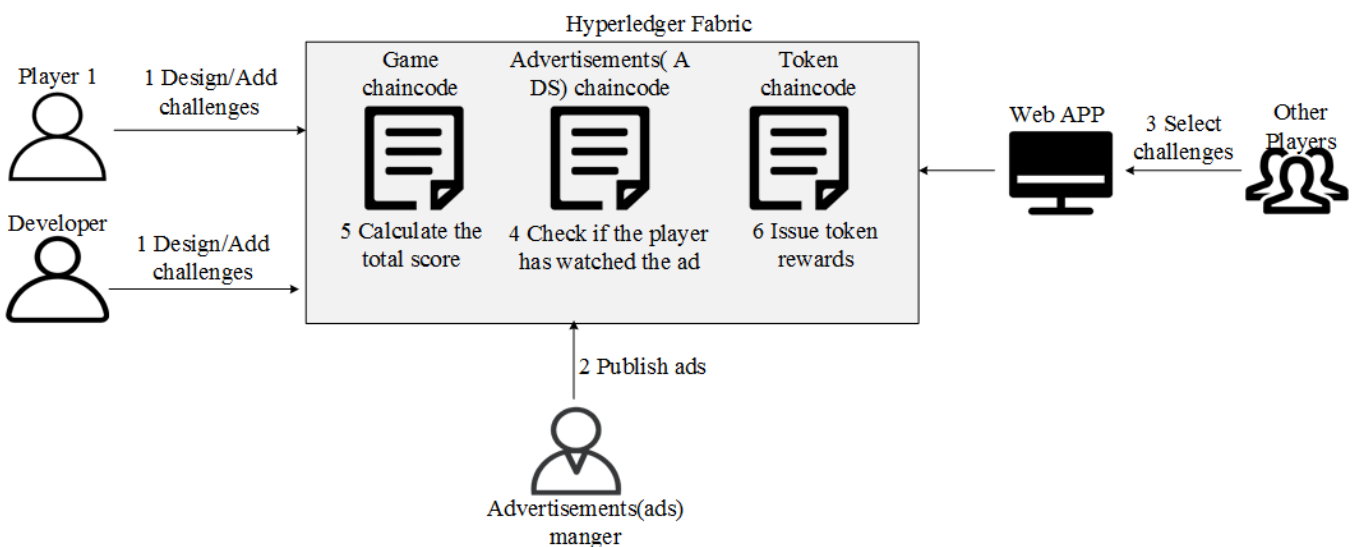 Hyperledger Fabric
Player 1
1 Design/Add
challenges
Developer
1 Design/Add
challenges
Game
chaincode
5 Calculate the
total score
Advertisements( A
DS) chaincode
4 Check if the player
has watched the ad
Token
chaincode
6 Issue token
rewards
Web APP
3 Select
challenges
Other
Players
2 Publish ads
Advertisements(ads)
manger